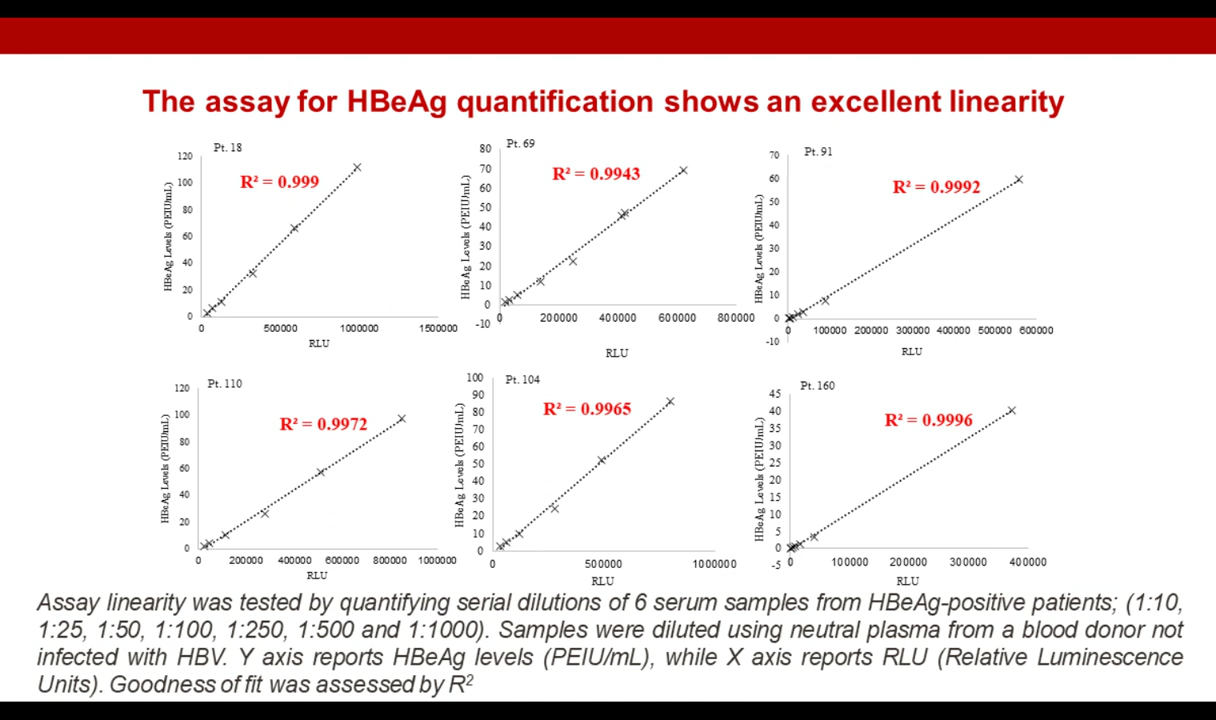 The assay for HBeAg quantification shows an excellent linearity
Pt. 18
R² = 0.999
HBeAg Levels (PEIU/mL)
120
100
80
60
40
20
0
0 500000 1000000 1500000
RLU
Pt. 69
R² = 0.9943
HBeAg Levels (PEIU/mL)
80
70
60
50
40
30
20
10
0
-10
0 200000 400000 600000 800000
RLU
Pt. 91
R² = 0.9992
HBeAg Levels (PEIU/mL)
70
60
50
40
30
20
10
0
-10
0 100000 200000 300000 400000 500000 600000
RLU
Pt. 110
R² = 0.9972
HBeAg Levels (PEIU/mL)
120
100
80
60
40
20
0
0 200000 400000 600000 800000 1000000
RLU
Pt. 104
R² = 0.9965
HBeAg Levels (PEIU/mL)
100
90
80
70
60
50
40
30
20
10
0
0 500000 1000000
RLU
Pt. 160
R² = 0.9996
HBeAg Levels (PEIU/mL)
45
40
35
30
25
20
15
10
5
0
-5
0 100000 200000 300000 400000
RLU
Assay linearity was tested by quantifying serial dilutions of 6 serum samples from HBeAg-positive patients; (1:10,
1:25, 1:50, 1:100, 1:250, 1:500 and 1:1000). Samples were diluted using neutral plasma from a blood donor not
infected with HBV. Y axis reports HBeAg levels (PEIU/mL), while X axis reports RLU (Relative Luminescence
Units). Goodness of fit was assessed by R²